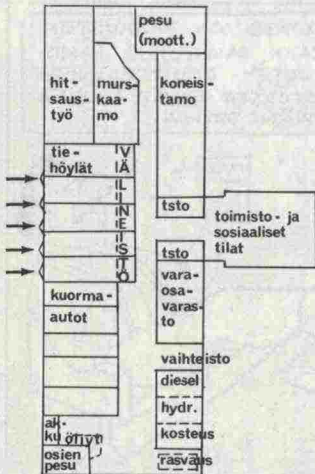 pesu
(moott.)
hit-
saus-
työ
murs-
kaa-
mo
koneis-
tamo
tie-
höylät
VÄLINEISTÖ
tsto
toimisto- ja
sosiaaliset
tilat
tsto
vara-
osa-
varas-
to
kuorma-
autot
vaihteisto
diesel
hydr.
kosteus
rasvaus
ak-
ku
öljyt
osien
pesu